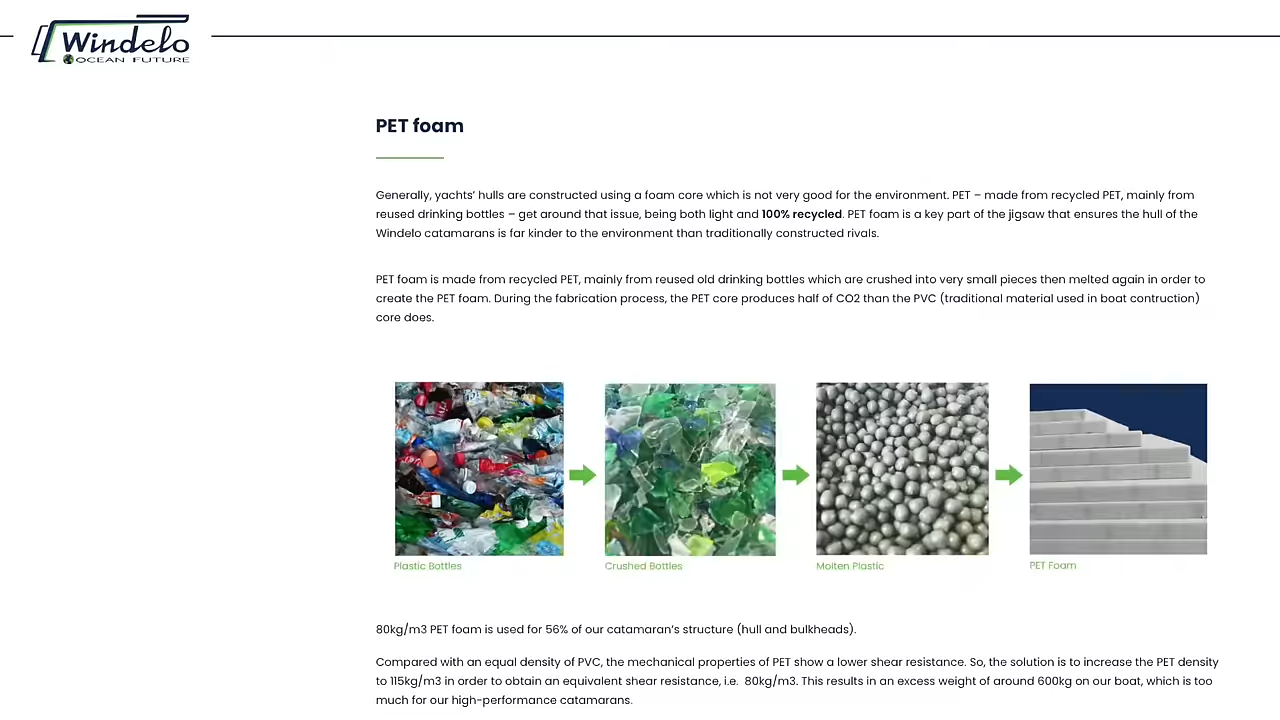 Windelo
OCEAN FUTURE
PET foam
Generally, yachts’ hulls are constructed using a foam core which is not very good for the environment. PET – made from recycled PET, mainly from
reused drinking bottles – get around that issue, being both light and 100% recycled. PET foam is a key part of the jigsaw that ensures the hull of the
Windelo catamarans is far kinder to the environment than traditionally constructed rivals.
PET foam is made from recycled PET, mainly from reused old drinking bottles which are crushed into very small pieces then melted again in order to
create the PET foam. During the fabrication process, the PET core produces half of CO2 than the PVC (traditional material used in boat contruction)
core does.
Plastic Bottles
Crushed Bottles
Molten Plastic
PET Foam
80kg/m3 PET foam is used for 56% of our catamaran’s structure (hull and bulkheads).
Compared with an equal density of PVC, the mechanical properties of PET show a lower shear resistance. So, the solution is to increase the PET density
to 115kg/m3 in order to obtain an equivalent shear resistance, i.e. 80kg/m3. This results in an excess weight of around 600kg on our boat, which is too
much for our high-performance catamarans.